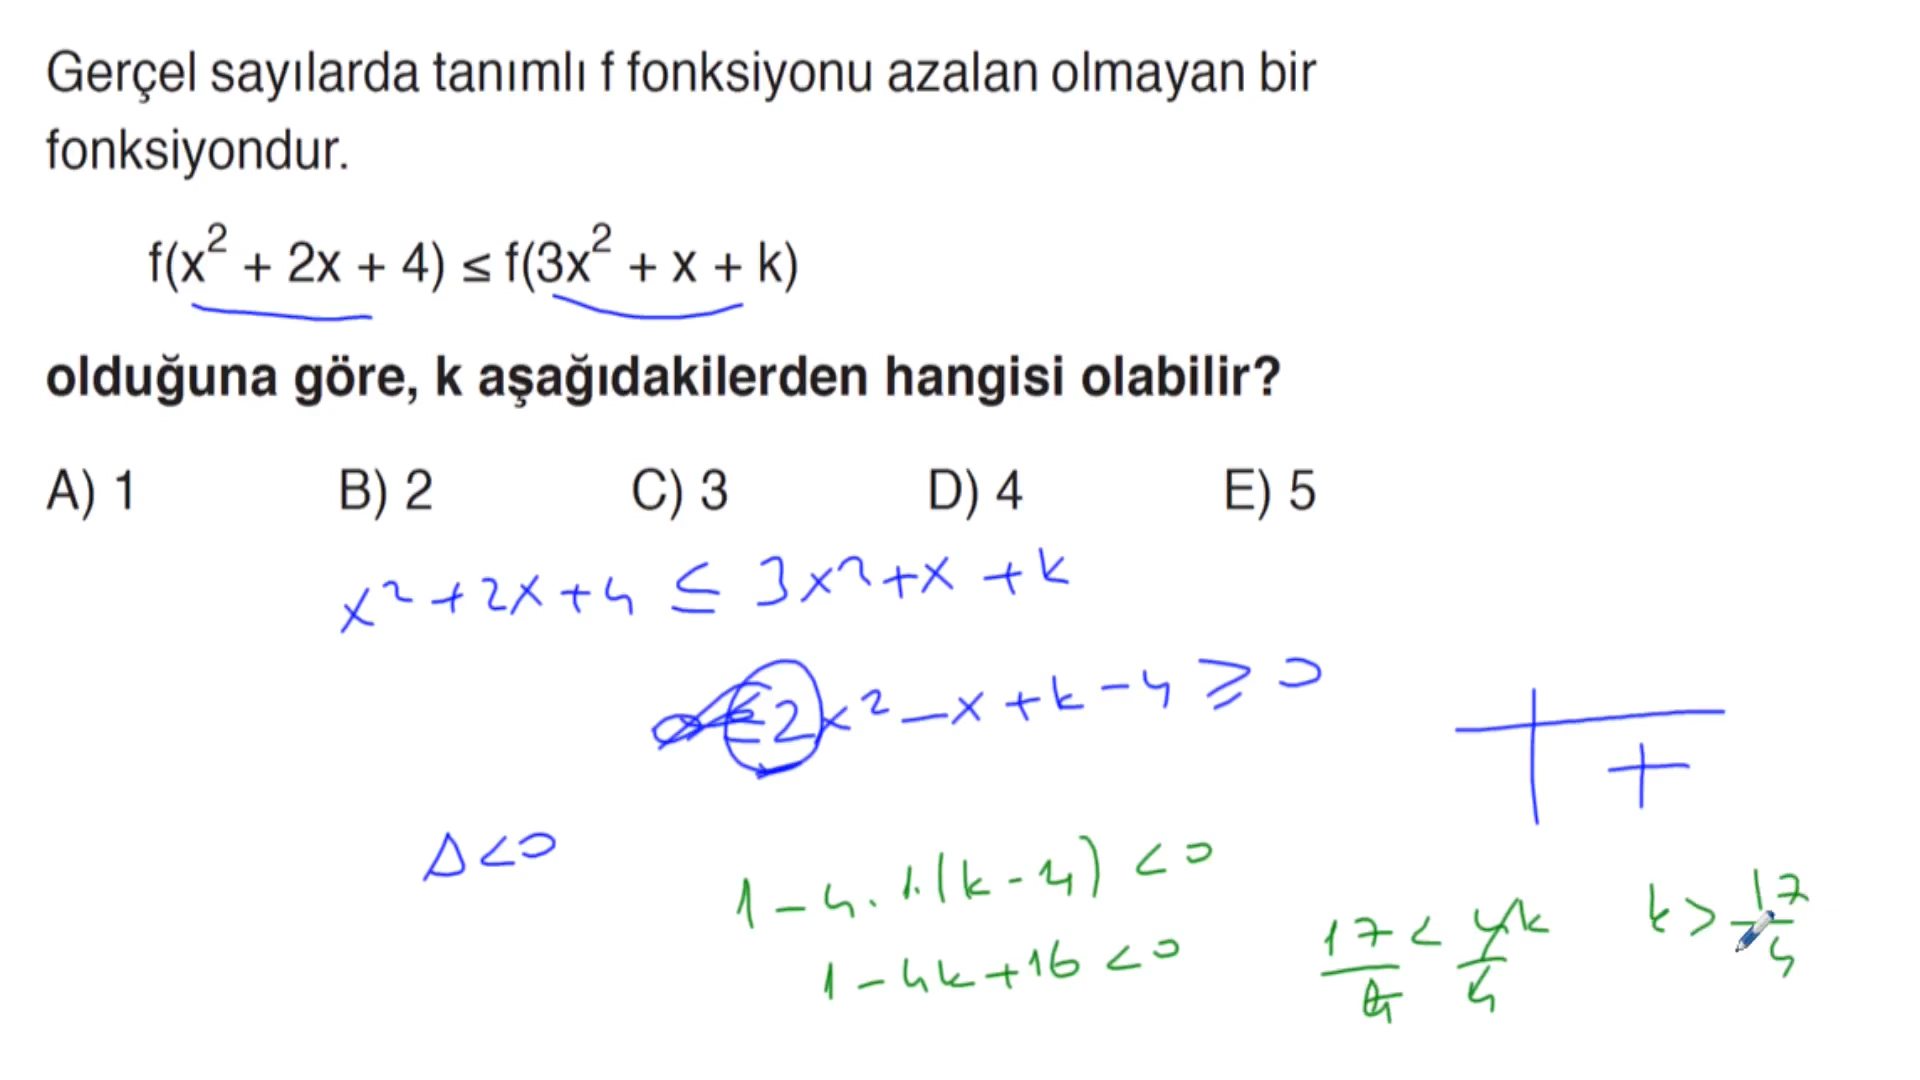 Gerçel sayılarda tanımlı f fonksiyonu azalan olmayan bir
fonksiyondur.
f(x² + 2x + 4) ≤ f(3x² + x + k)
olduğuna göre, k aşağıdakilerden hangisi olabilir?
A) 1 B) 2 C) 3 D) 4 E) 5
x² + 2x + 4 ≤ 3x² + x + k
2x² - x + k - 4 ≥ 0
+
Δ < 0
1 - 4 . 1 . (k - 4) < 0
1 - 4k + 16 < 0
17/4 < 4k/4
k > 17/4